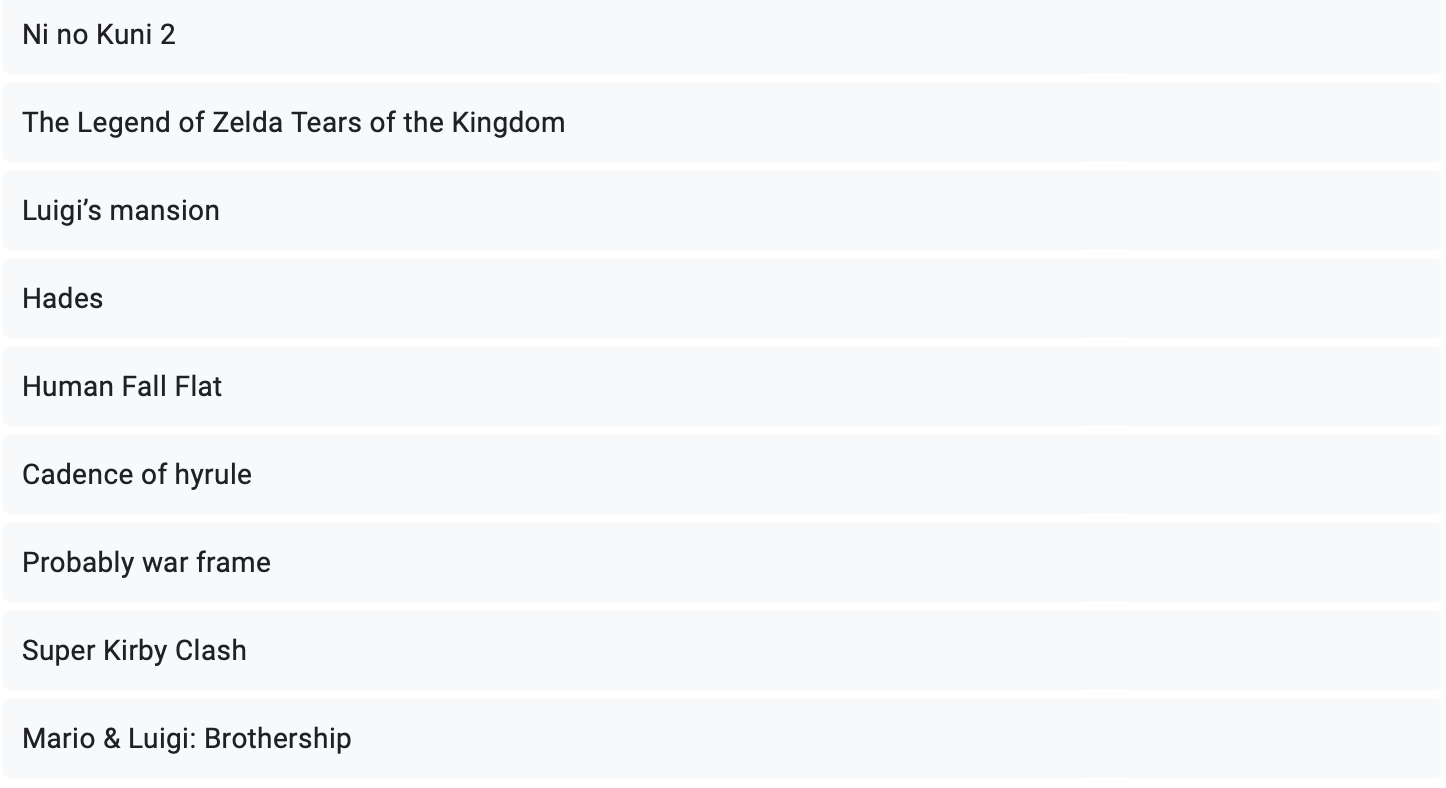 Ni no Kuni 2
The Legend of Zelda Tears of the Kingdom
Luigi’s mansion
Hades
Human Fall Flat
Cadence of hyrule
Probably war frame
Super Kirby Clash
Mario & Luigi: Brothership